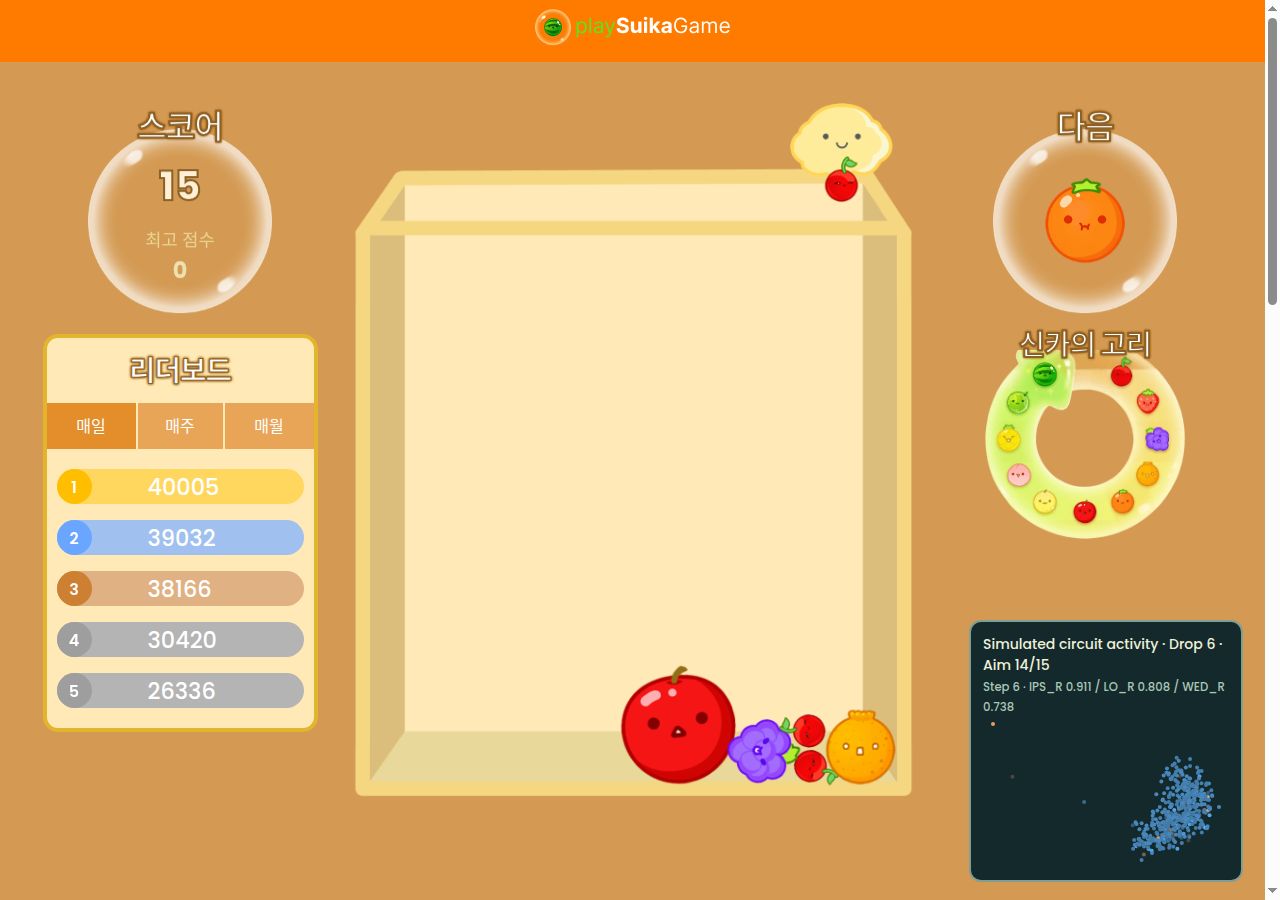 playSuikaGame
스코어
15
최고 점수
0
다음
신카의 고리
리더보드
매일 매주 매월
1 40005
2 39032
3 38166
4 30420
5 26336
Simulated circuit activity · Drop 6 ·
Aim 14/15
Step 6 · IPS_R 0.911 / LO_R 0.808 / WED_R
0.738